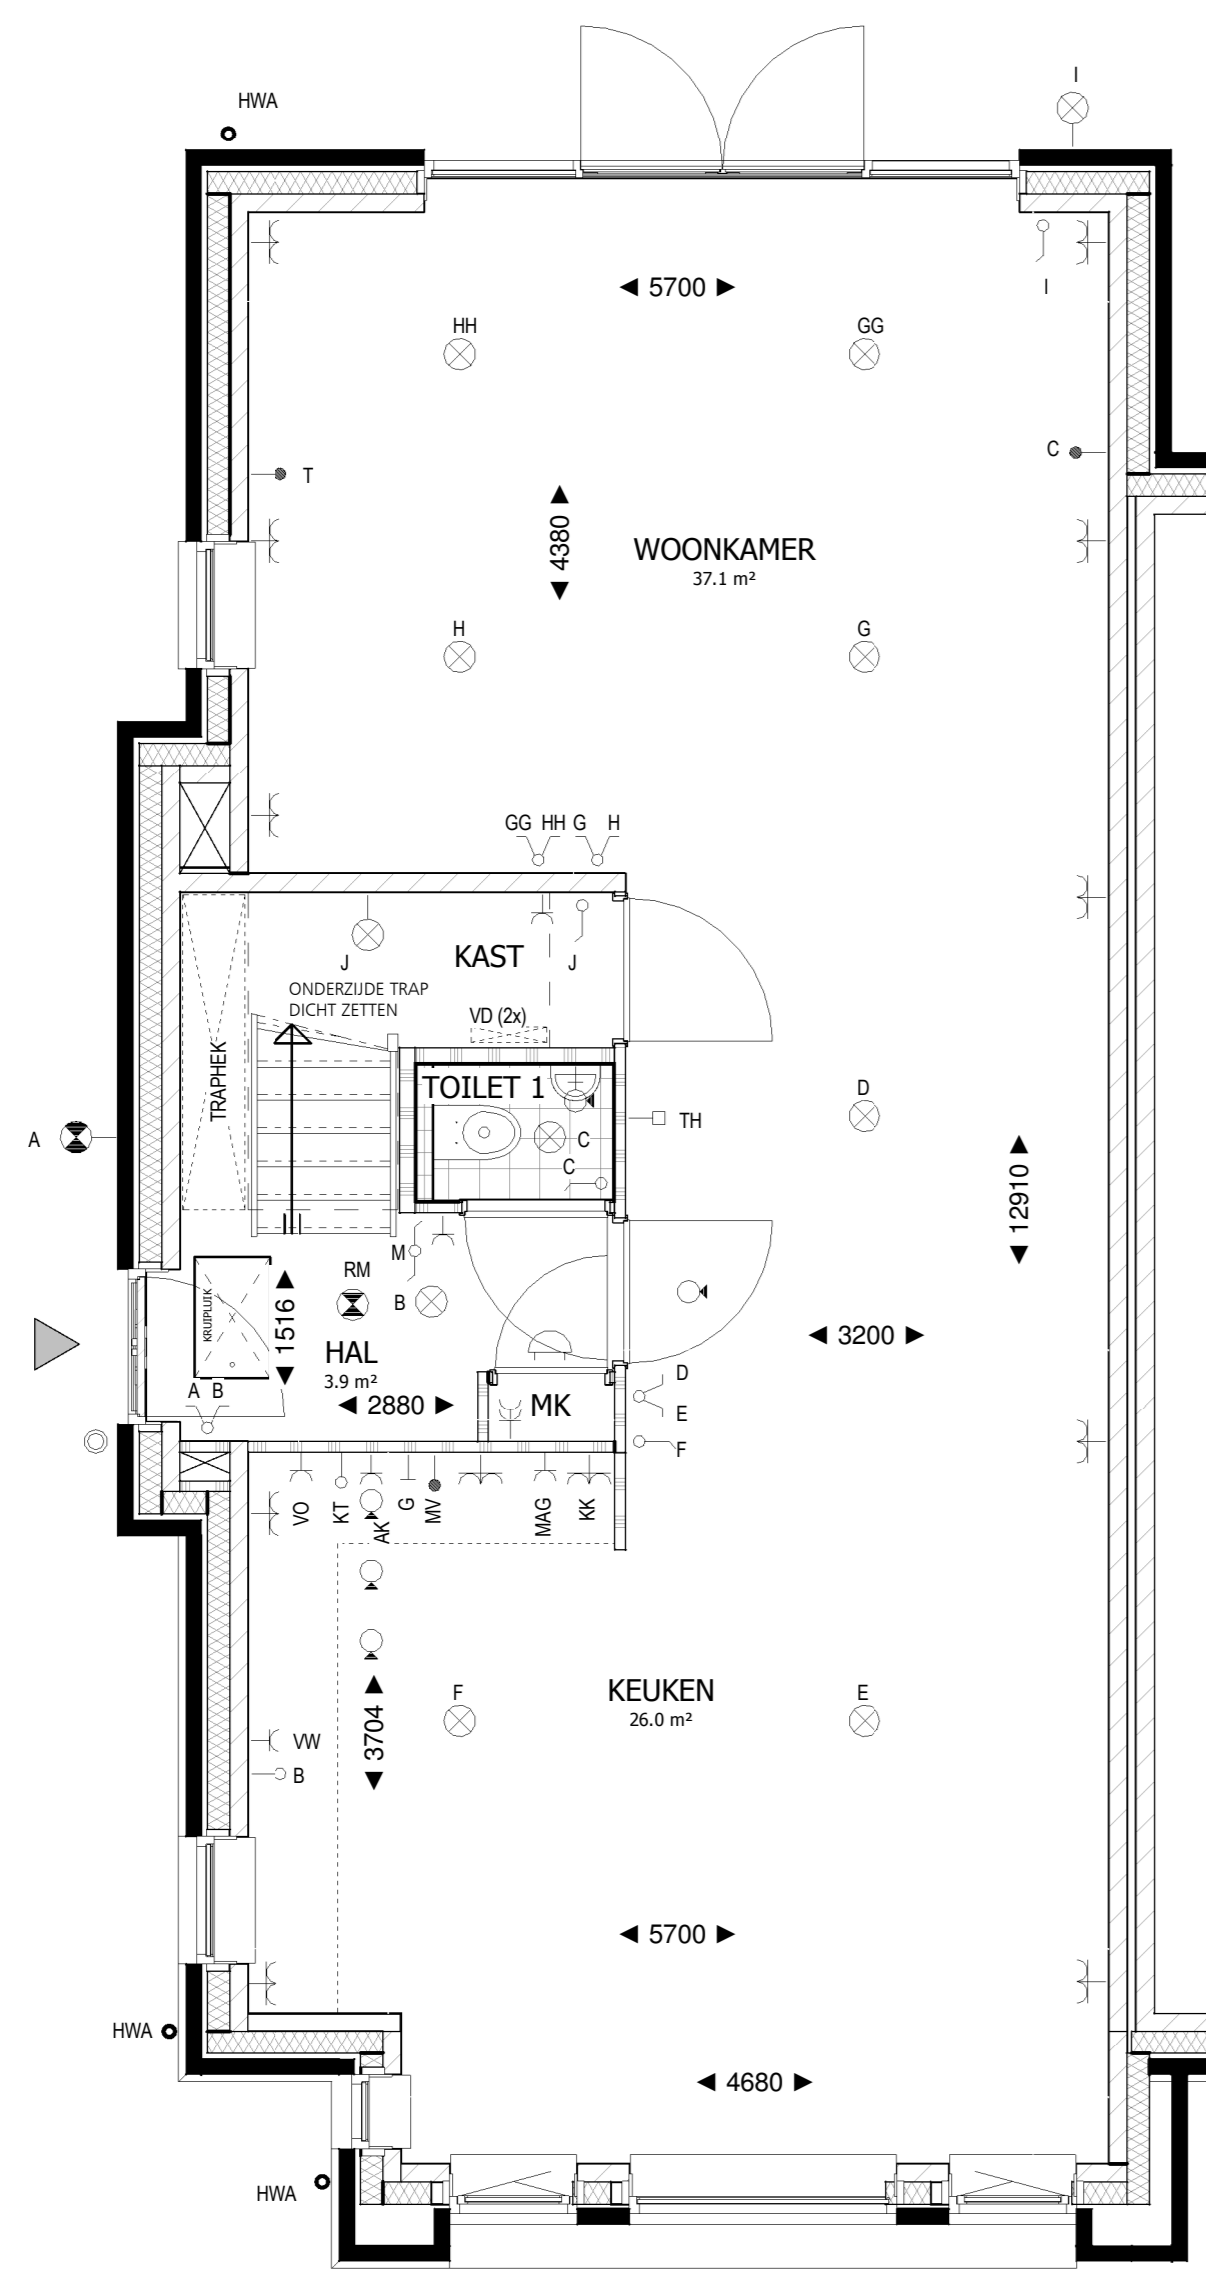 I
HWA
◄ 5700 ►
I
HH
GG
C
T
◄ 4380 ►
WOONKAMER
37.1 m²
H
G
GG HH G H
KAST
J
J
ONDERZIJDE TRAP
DICHT ZETTEN
VD (2x)
TRAPHEK
TOILET 1
D
TH
A
C
C
◄ 12910 ►
M
RM
B
KRUIPLUIK
◄ 1516 ►
◄ 3200 ►
HAL
3.9 m²
D
A B
◄ 2880 ►
MK
E
F
VO
KT
AK
G
MV
MAG
KK
F
KEUKEN
26.0 m²
E
◄ 3704 ►
VW
B
◄ 5700 ►
HWA
◄ 4680 ►
HWA